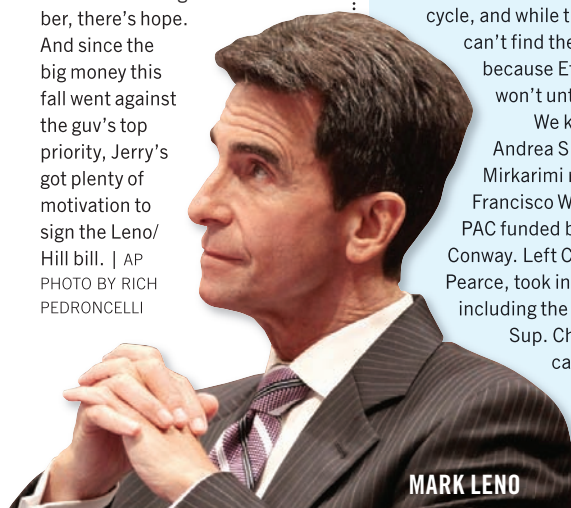 ber, there's hope.
And since the
big money this
fall went against
the guv's top
priority, Jerry's
got plenty of
motivation to
sign the Leno/
Hill bill. | AP
PHOTO BY RICH
PEDRONCELLI
cycle, and while t
can't find the
because Et
won't unt
We k
Andrea S
Mirkarimi r
Francisco W
PAC funded b
Conway. Left C
Pearce, took in
including the
Sup. Ch
ca
MARK LENO